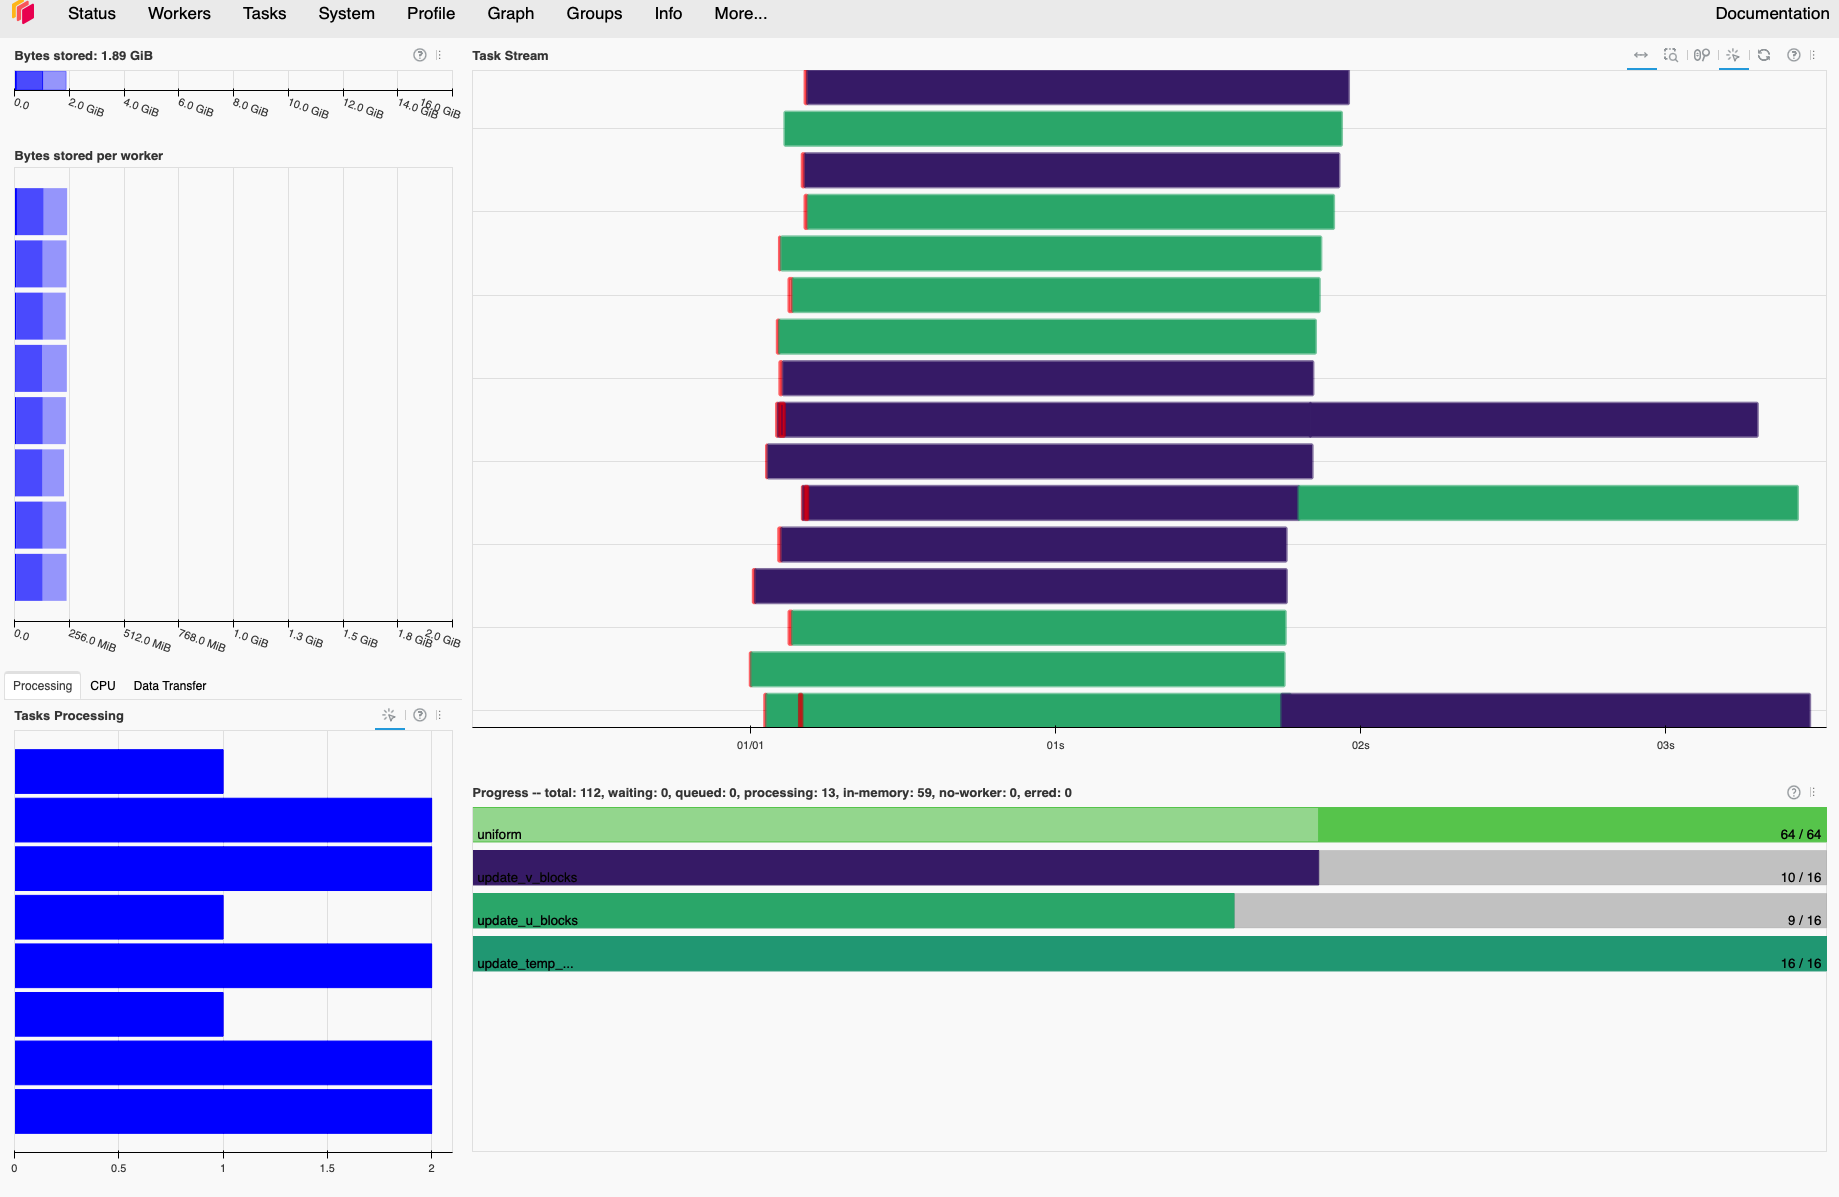 Status Workers Tasks System Profile Graph Groups Info More... Documentation
Bytes stored: 1.89 GiB
0.0 2.0 GiB 4.0 GiB 6.0 GiB 8.0 GiB 10.0 GiB 12.0 GiB 14.0 GiB 16.0 GiB
Bytes stored per worker
0.0 256.0 MiB 512.0 MiB 768.0 MiB 1.0 GiB 1.3 GiB 1.5 GiB 1.8 GiB 2.0 GiB
Processing CPU Data Transfer
Tasks Processing
0 0.5 1 1.5 2
Task Stream
01/01 01s 02s 03s
Progress -- total: 112, waiting: 0, queued: 0, processing: 13, in-memory: 59, no-worker: 0, erred: 0
uniform 64 / 64
update_v_blocks 10 / 16
update_u_blocks 9 / 16
update_temp_... 16 / 16